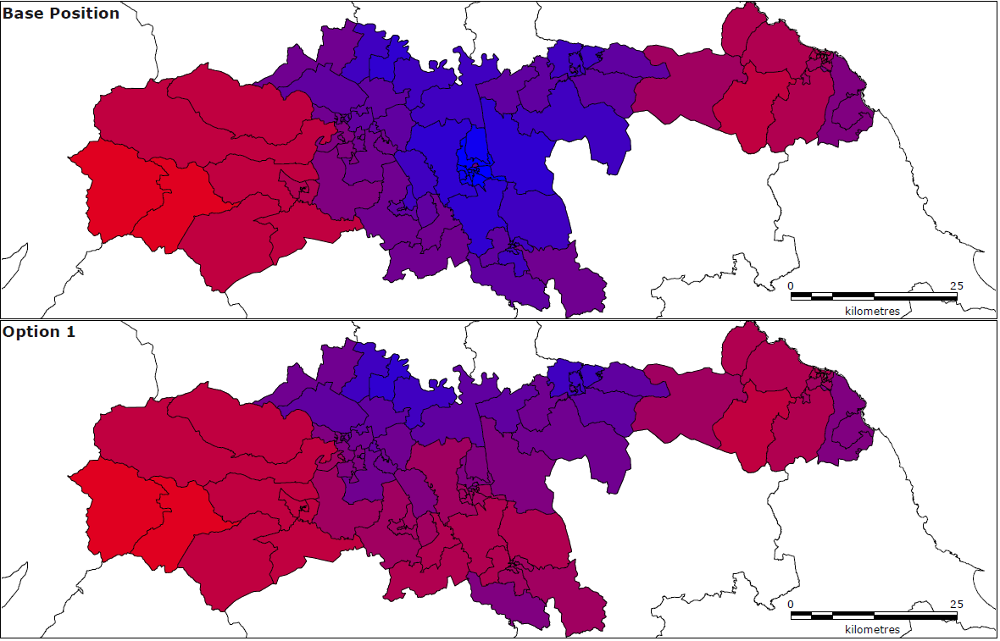 Base Position
0 25
kilometres
Option 1
0 25
kilometres